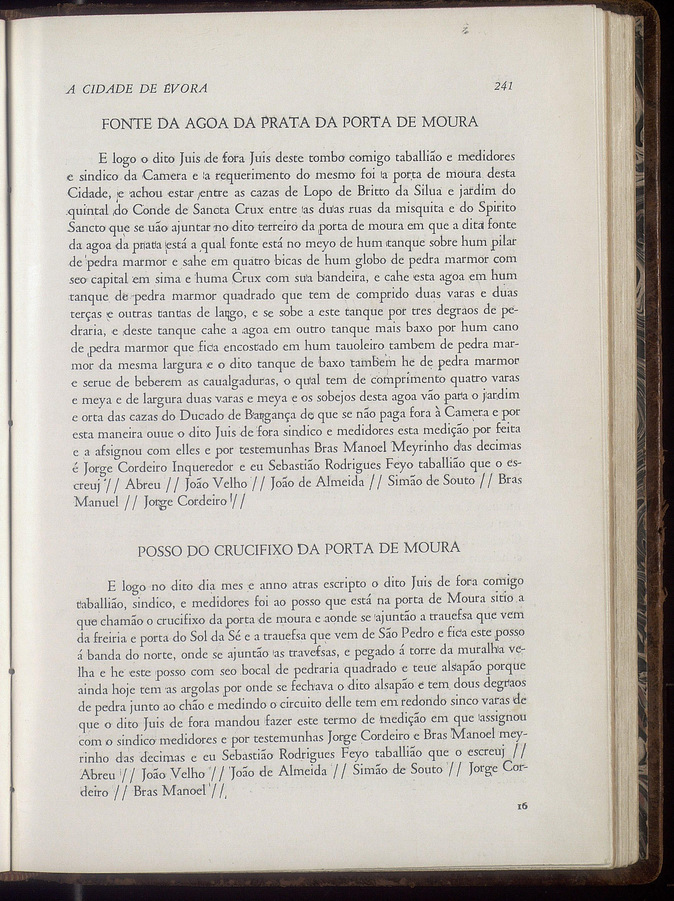 A CIDADE DE ÉVORA 241
FONTE DA AGOA DA PRATA DA PORTA DE MOURA
E logo o dito Juis de fora Juis deste tombo comigo taballião e medidores
e sindico da Camera e a requerimento do mesmo foi a porta de moura desta
Cidade, e achou estar entre as cazas de Lopo de Britto da Silua e jardim do
quintal do Conde de Sancta Crux entre as duas ruas da misquita e do Spirito
Sancto que se uão ajuntar no dito terreiro da porta de moura em que a dita fonte
da agoa da prata está a qual fonte está no meyo de hum tanque sobre hum pilar
de pedra marmor e sahe em quatro bicas de hum globo de pedra marmor com
seo capital em sima e huma Crux com sua bandeira, e cahe esta agoa em hum
tanque de pedra marmor quadrado que tem de comprido duas varas e duas
terças e outras tantas de largo, e se sobe a este tanque por tres degraos de pe-
draria, e deste tanque cahe a agoa em outro tanque mais baxo por hum cano
de pedra marmor que fica encostado em hum tauoleiro tambem de pedra mar-
mor da mesma largura e o dito tanque de baxo tambem he de pedra marmor
e serue de beberem as caualgaduras, o qual tem de comprimento quatro varas
e meya e de largura duas varas e meya e os sobejos desta agoa vão para o jardim
e orta das cazas do Ducado de Bargança de que se não paga fora à Camera e por
esta maneira ouue o dito Juis de fora sindico e medidores esta medição por feita
e a afsignou com elles e por testemunhas Bras Manoel Meyrinho das decimas
é Jorge Cordeiro Inqueredor e eu Sebastião Rodrigues Feyo taballião que o es-
creuj // Abreu // João Velho // João de Almeida // Simão de Souto // Bras
Manuel // Jorge Cordeiro //
POSSO DO CRUCIFIXO DA PORTA DE MOURA
E logo no dito dia mes e anno atras escripto o dito Juis de fora comigo
taballião, sindico, e medidores foi ao posso que está na porta de Moura sitio a
que chamão o crucifixo da porta de moura e aonde se ajuntão a trauefsa que vem
da freiria e porta do Sol da Sé e a trauefsa que vem de São Pedro e fica este posso
á banda do norte, onde se ajuntão as travefsas, e pegado á torre da muralha ve-
lha e he este posso com seo bocal de pedraria quadrado e teue alsapão porque
ainda hoje tem as argolas por onde se fechava o dito alsapão e tem dous degraos
de pedra junto ao chão e medindo o circuito delle tem em redondo sinco varas de
que o dito Juis de fora mandou fazer este termo de medição em que assignou
com o sindico medidores e por testemunhas Jorge Cordeiro e Bras Manoel mey-
rinho das decimas e eu Sebastião Rodrigues Feyo taballião que o escreuj //
Abreu // João Velho // João de Almeida // Simão de Souto // Jorge Cor-
deiro // Bras Manoel //
16